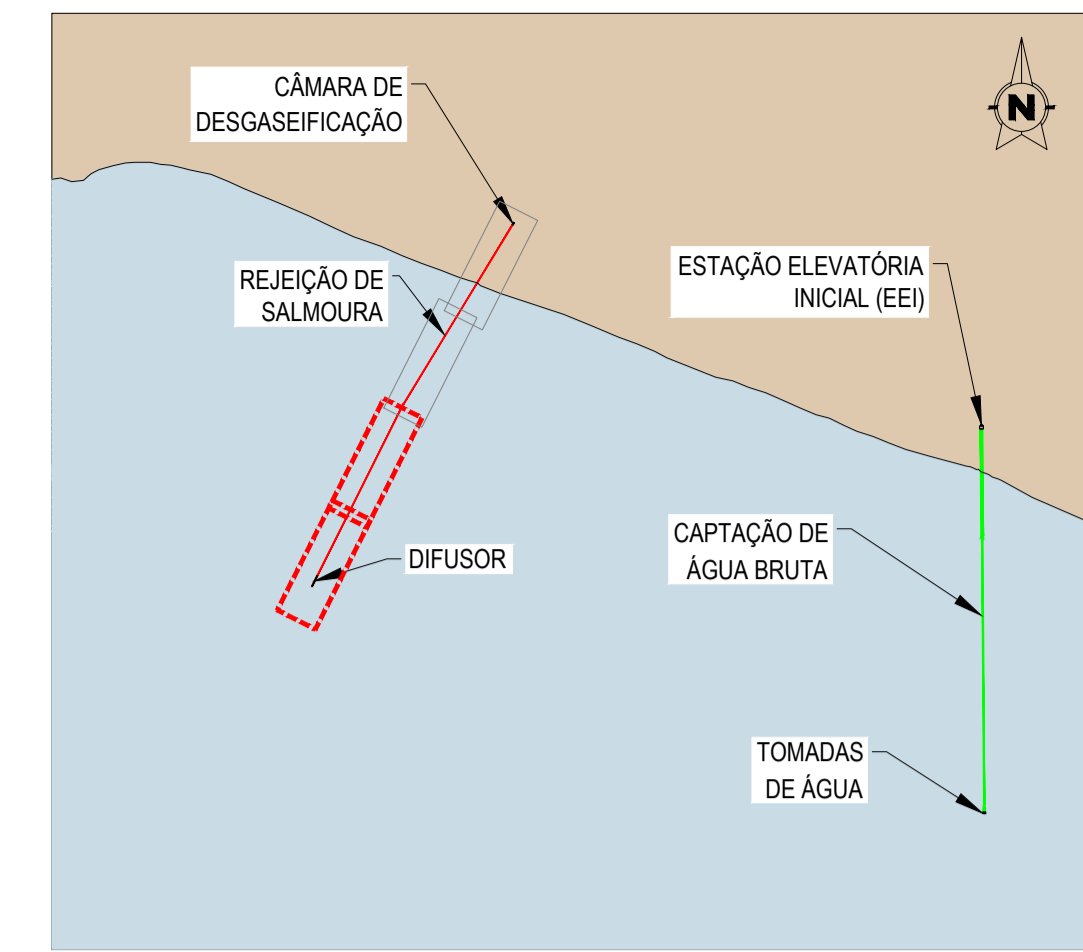 CÂMARA DE
DESGASEIFICAÇÃO
N
REJEIÇÃO DE
SALMOURA
ESTAÇÃO ELEVATÓRIA
INICIAL (EEI)
CAPTAÇÃO DE
ÁGUA BRUTA
DIFUSOR
TOMADAS
DE ÁGUA